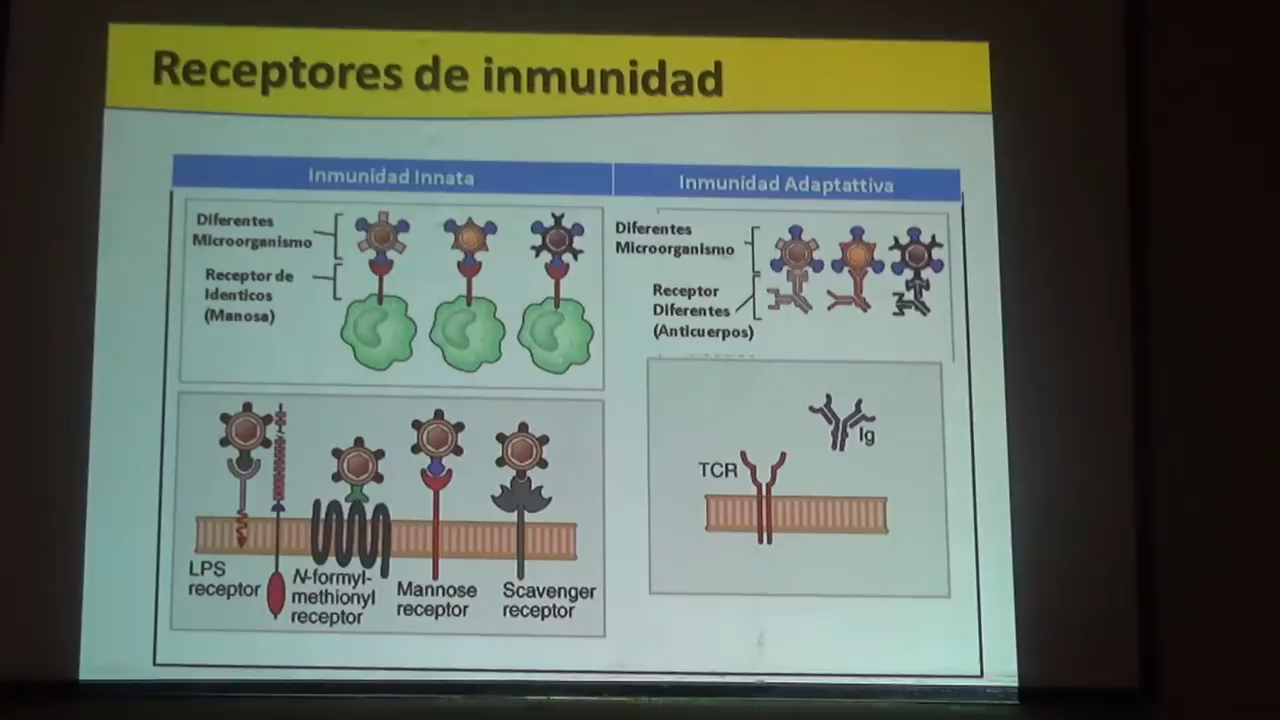 Receptores de inmunidad
Inmunidad Innata
Inmunidad Adaptattiva
Diferentes
Microorganismo
Receptor de
Identicos
(Manosa)
Diferentes
Microorganismo
Receptor
Diferentes
(Anticuerpos)
LPS
receptor
N-formyl-
methionyl
receptor
Mannose
receptor
Scavenger
receptor
TCR
Ig